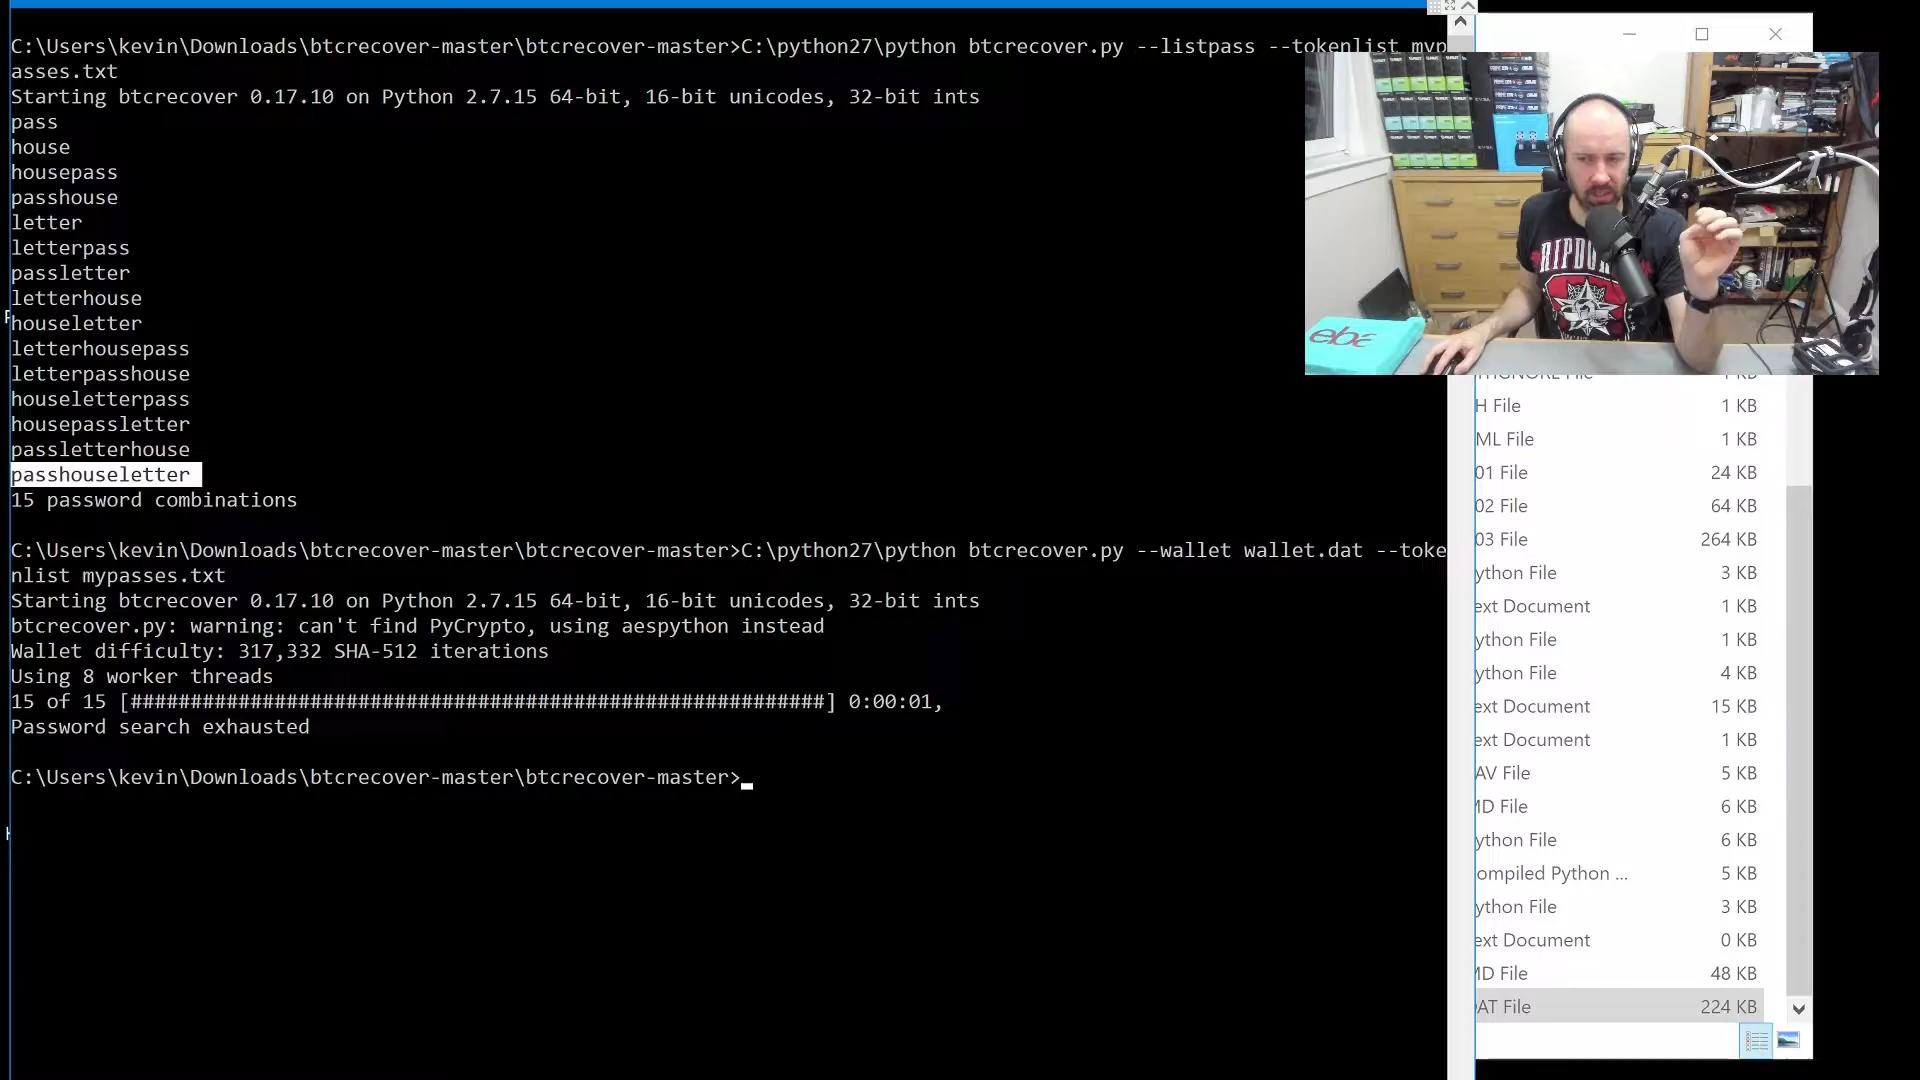 C:\Users\kevin\Downloads\btcrecover-master\btcrecover-master>C:\python27\python btcrecover.py --listpass --tokenlist myp
asses.txt
Starting btcrecover 0.17.10 on Python 2.7.15 64-bit, 16-bit unicodes, 32-bit ints
pass
house
housepass
passhouse
letter
letterpass
passletter
letterhouse
houseletter
letterhousepass
letterpasshouse
houseletterpass
housepassletter
passletterhouse
passhouseletter
15 password combinations
C:\Users\kevin\Downloads\btcrecover-master\btcrecover-master>C:\python27\python btcrecover.py --wallet wallet.dat --toke
nlist mypasses.txt
Starting btcrecover 0.17.10 on Python 2.7.15 64-bit, 16-bit unicodes, 32-bit ints
btcrecover.py: warning: can't find PyCrypto, using aespython instead
Wallet difficulty: 317,332 SHA-512 iterations
Using 8 worker threads
15 of 15 [##########################################################] 0:00:01,
Password search exhausted
C:\Users\kevin\Downloads\btcrecover-master\btcrecover-master>
H File 1 KB
ML File 1 KB
01 File 24 KB
02 File 64 KB
03 File 264 KB
ython File 3 KB
ext Document 1 KB
ython File 1 KB
ython File 4 KB
ext Document 15 KB
ext Document 1 KB
AV File 5 KB
MD File 6 KB
ython File 6 KB
ompiled Python ... 5 KB
ython File 3 KB
ext Document 0 KB
MD File 48 KB
AT File 224 KB